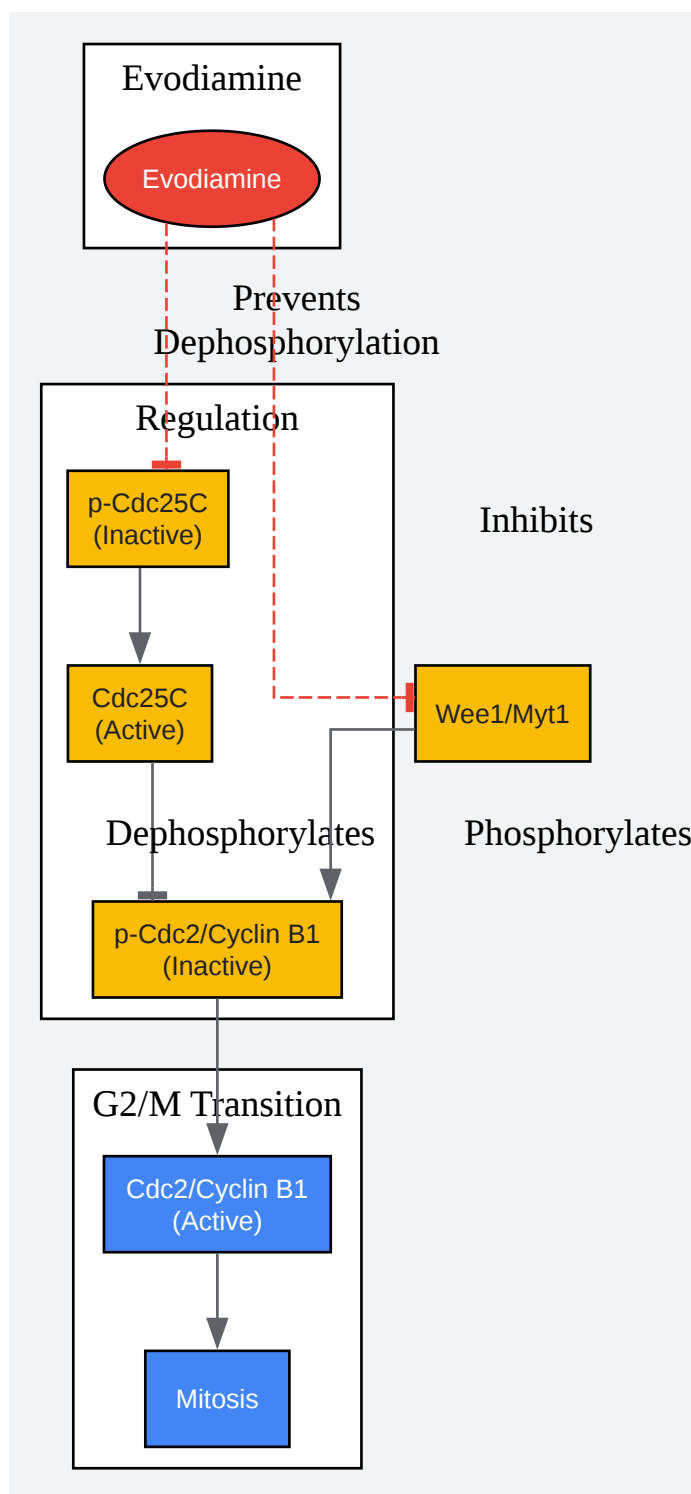 Evodiamine
Evodiamine
Prevents
Dephosphorylation
Regulation
p-Cdc25C
(Inactive)
Inhibits
Cdc25C
(Active)
Wee1/Myt1
Dephosphorylates
Phosphorylates
p-Cdc2/Cyclin B1
(Inactive)
G2/M Transition
Cdc2/Cyclin B1
(Active)
Mitosis